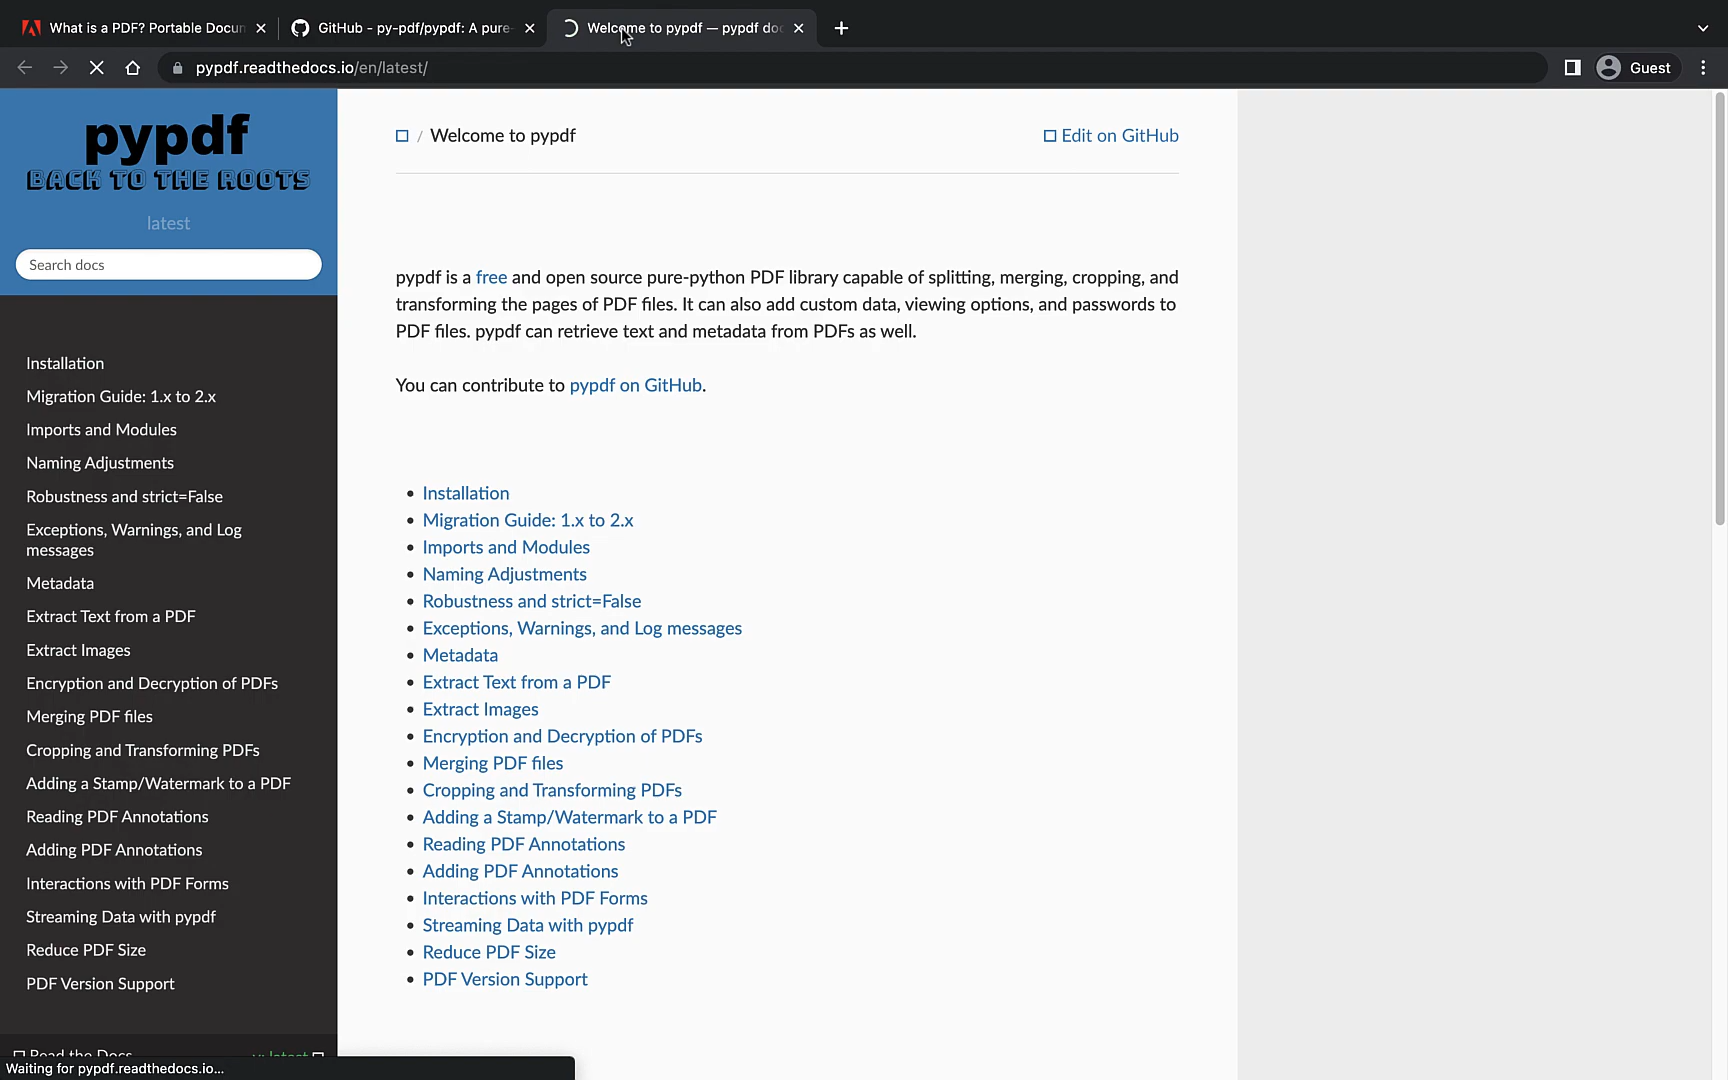 What is a PDF? Portable Docun
GitHub - py-pdf/pypdf: A pure-
Welcome to pypdf — pypdf doc
pypdf.readthedocs.io/en/latest/
Guest
pypdf
BACK TO THE ROOTS
latest
Search docs
Installation
Migration Guide: 1.x to 2.x
Imports and Modules
Naming Adjustments
Robustness and strict=False
Exceptions, Warnings, and Log
messages
Metadata
Extract Text from a PDF
Extract Images
Encryption and Decryption of PDFs
Merging PDF files
Cropping and Transforming PDFs
Adding a Stamp/Watermark to a PDF
Reading PDF Annotations
Adding PDF Annotations
Interactions with PDF Forms
Streaming Data with pypdf
Reduce PDF Size
PDF Version Support
Read the Docs
v: latest
Waiting for pypdf.readthedocs.io...
/ Welcome to pypdf
Edit on GitHub
pypdf is a free and open source pure-python PDF library capable of splitting, merging, cropping, and
transforming the pages of PDF files. It can also add custom data, viewing options, and passwords to
PDF files. pypdf can retrieve text and metadata from PDFs as well.
You can contribute to pypdf on GitHub.
• Installation
• Migration Guide: 1.x to 2.x
• Imports and Modules
• Naming Adjustments
• Robustness and strict=False
• Exceptions, Warnings, and Log messages
• Metadata
• Extract Text from a PDF
• Extract Images
• Encryption and Decryption of PDFs
• Merging PDF files
• Cropping and Transforming PDFs
• Adding a Stamp/Watermark to a PDF
• Reading PDF Annotations
• Adding PDF Annotations
• Interactions with PDF Forms
• Streaming Data with pypdf
• Reduce PDF Size
• PDF Version Support